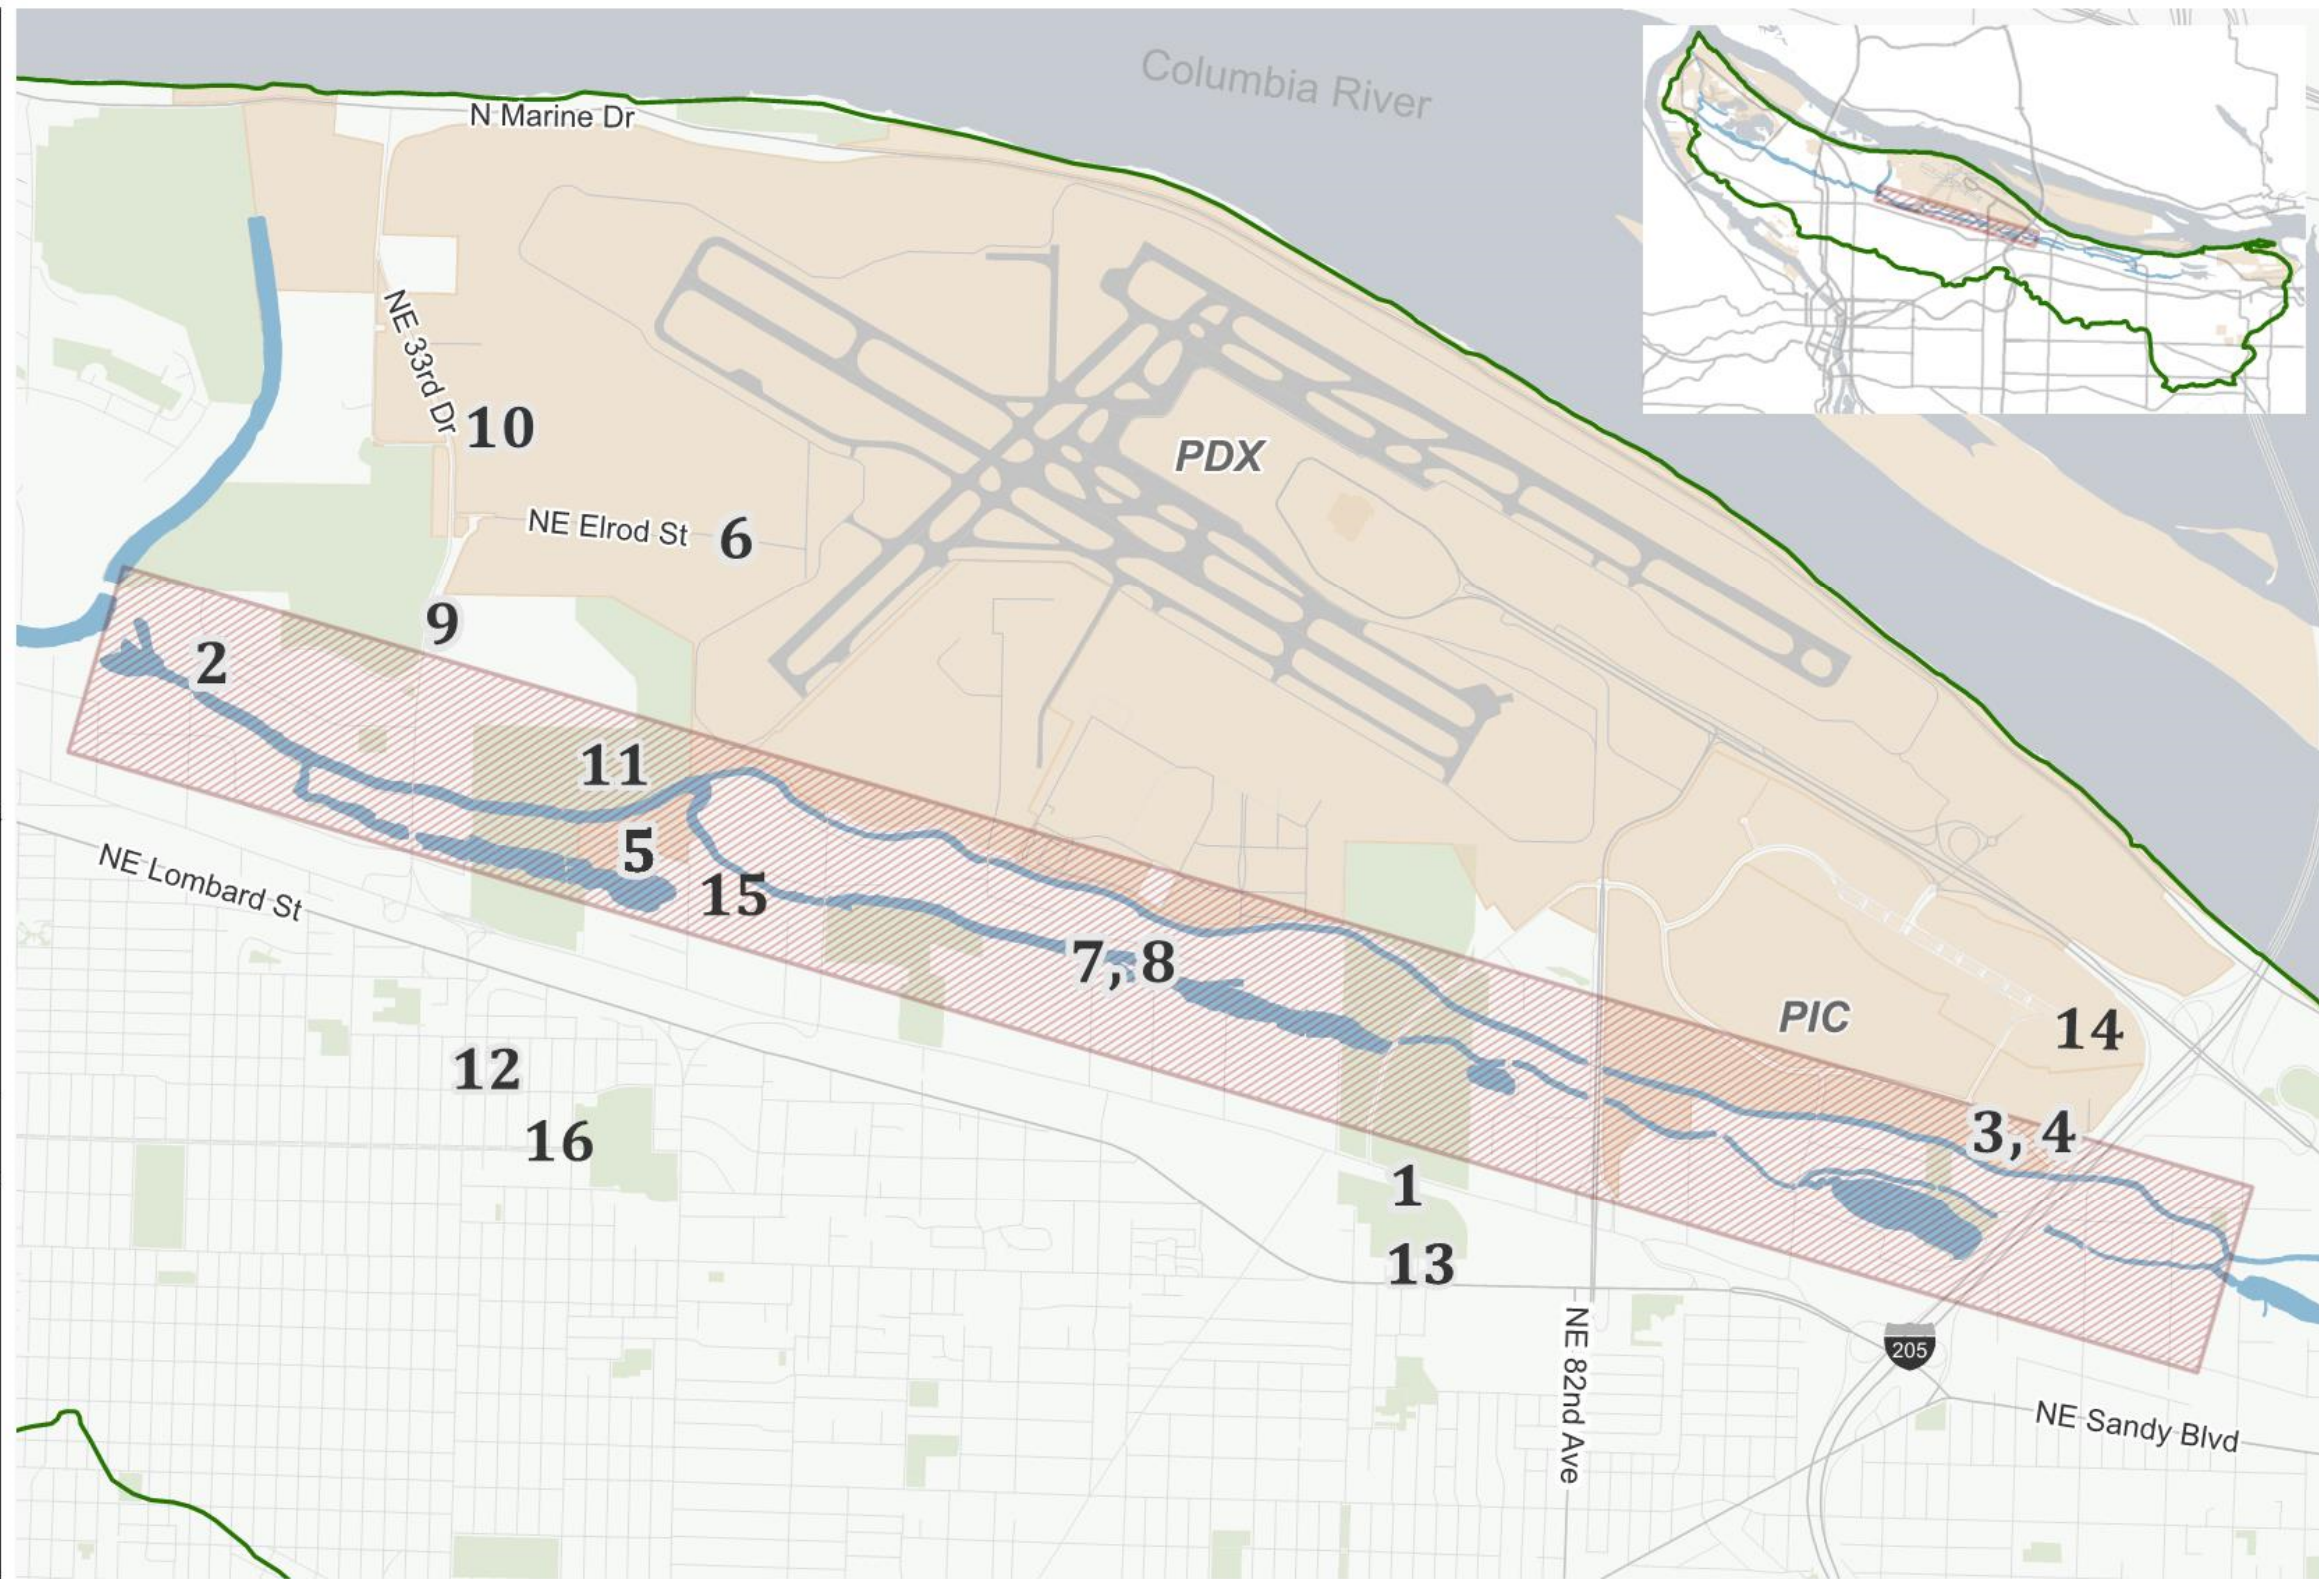 Columbia River
N Marine Dr
NE 33rd Dr
10
PDX
NE Elrod St
6
9
2
11
5
15
NE Lombard St
7, 8
PIC
14
12
16
3, 4
1
13
NE 82nd Ave
205
NE Sandy Blvd